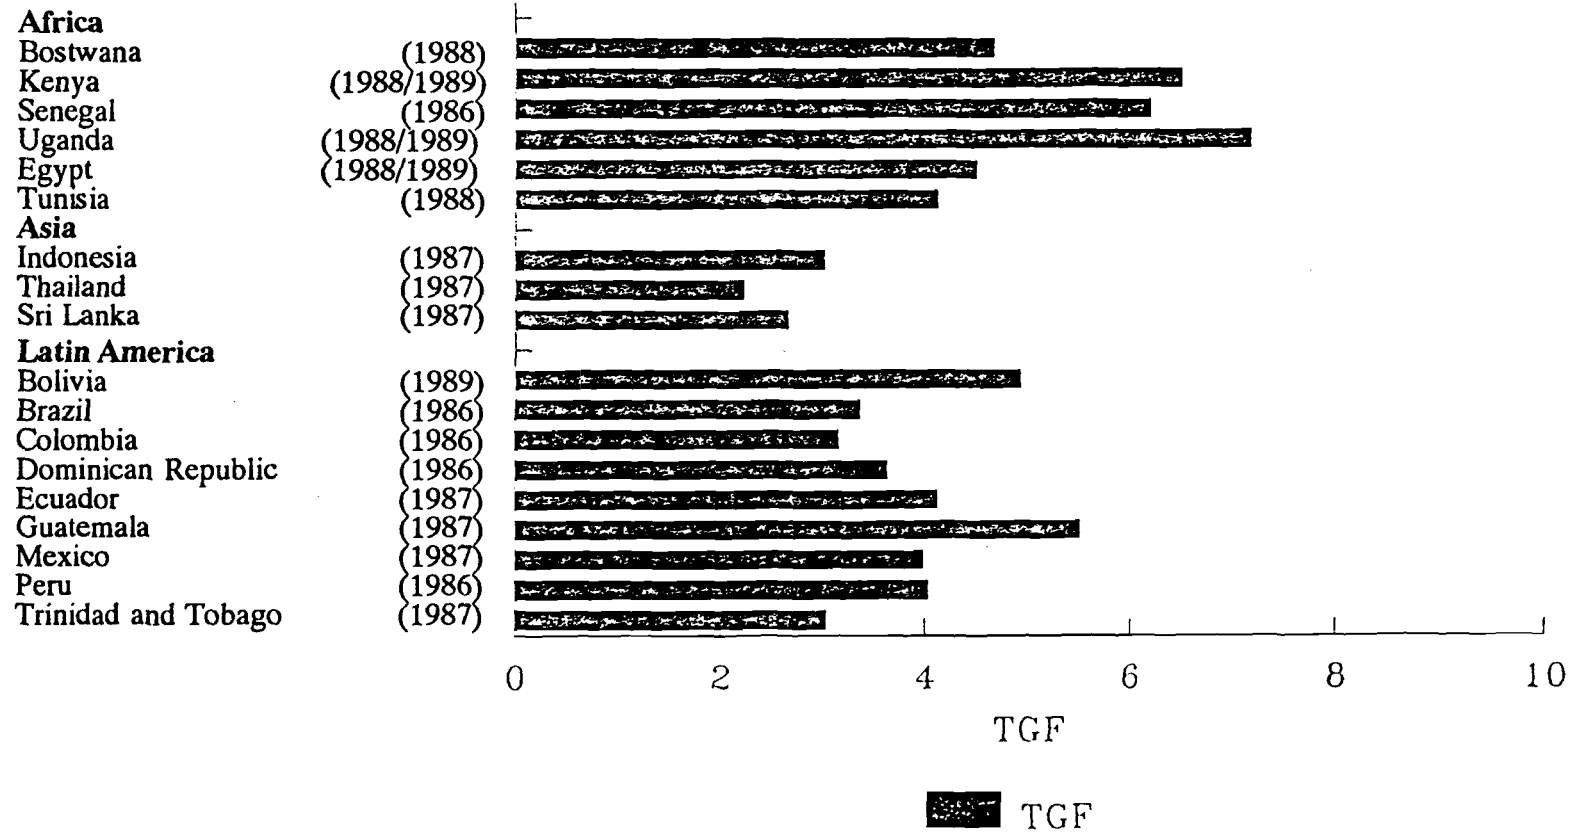 Africa
Bostwana (1988)
Kenya (1988/1989)
Senegal (1986)
Uganda (1988/1989)
Egypt (1988/1989)
Tunisia (1988)
Asia
Indonesia (1987)
Thailand (1987)
Sri Lanka (1987)
Latin America
Bolivia (1989)
Brazil (1986)
Colombia (1986)
Dominican Republic (1986)
Ecuador (1987)
Guatemala (1987)
Mexico (1987)
Peru (1986)
Trinidad and Tobago (1987)
0 2 4 6 8 10
TGF
TGF